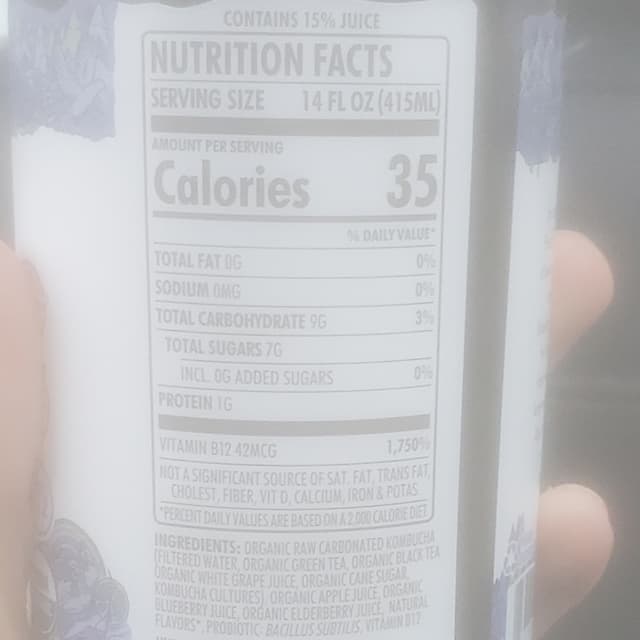 CONTAINS 15% JUICE
NUTRITION FACTS
SERVING SIZE 14 FL OZ (415ML)
AMOUNT PER SERVING
Calories 35
% DAILY VALUE*
TOTAL FAT 0G 0%
SODIUM 0MG 0%
TOTAL CARBOHYDRATE 9G 3%
TOTAL SUGARS 7G
INCL. 0G ADDED SUGARS 0%
PROTEIN 1G
VITAMIN B12 42MCG 1,750%
NOT A SIGNIFICANT SOURCE OF SAT. FAT, TRANS FAT,
CHOLEST, FIBER, VIT D, CALCIUM, IRON & POTAS
*PERCENT DAILY VALUES ARE BASED ON A 2,000 CALORIE DIET
INGREDIENTS: ORGANIC RAW CARBONATED KOMBUCHA
(FILTERED WATER, ORGANIC GREEN TEA, ORGANIC BLACK TEA,
ORGANIC WHITE GRAPE JUICE, ORGANIC CANE SUGAR,
KOMBUCHA CULTURES), ORGANIC APPLE JUICE, ORGANIC
BLUEBERRY JUICE, ORGANIC ELDERBERRY JUICE, NATURAL
FLAVORS*, PROBIOTIC BACILLUS SUBTILIS, VITAMIN B12